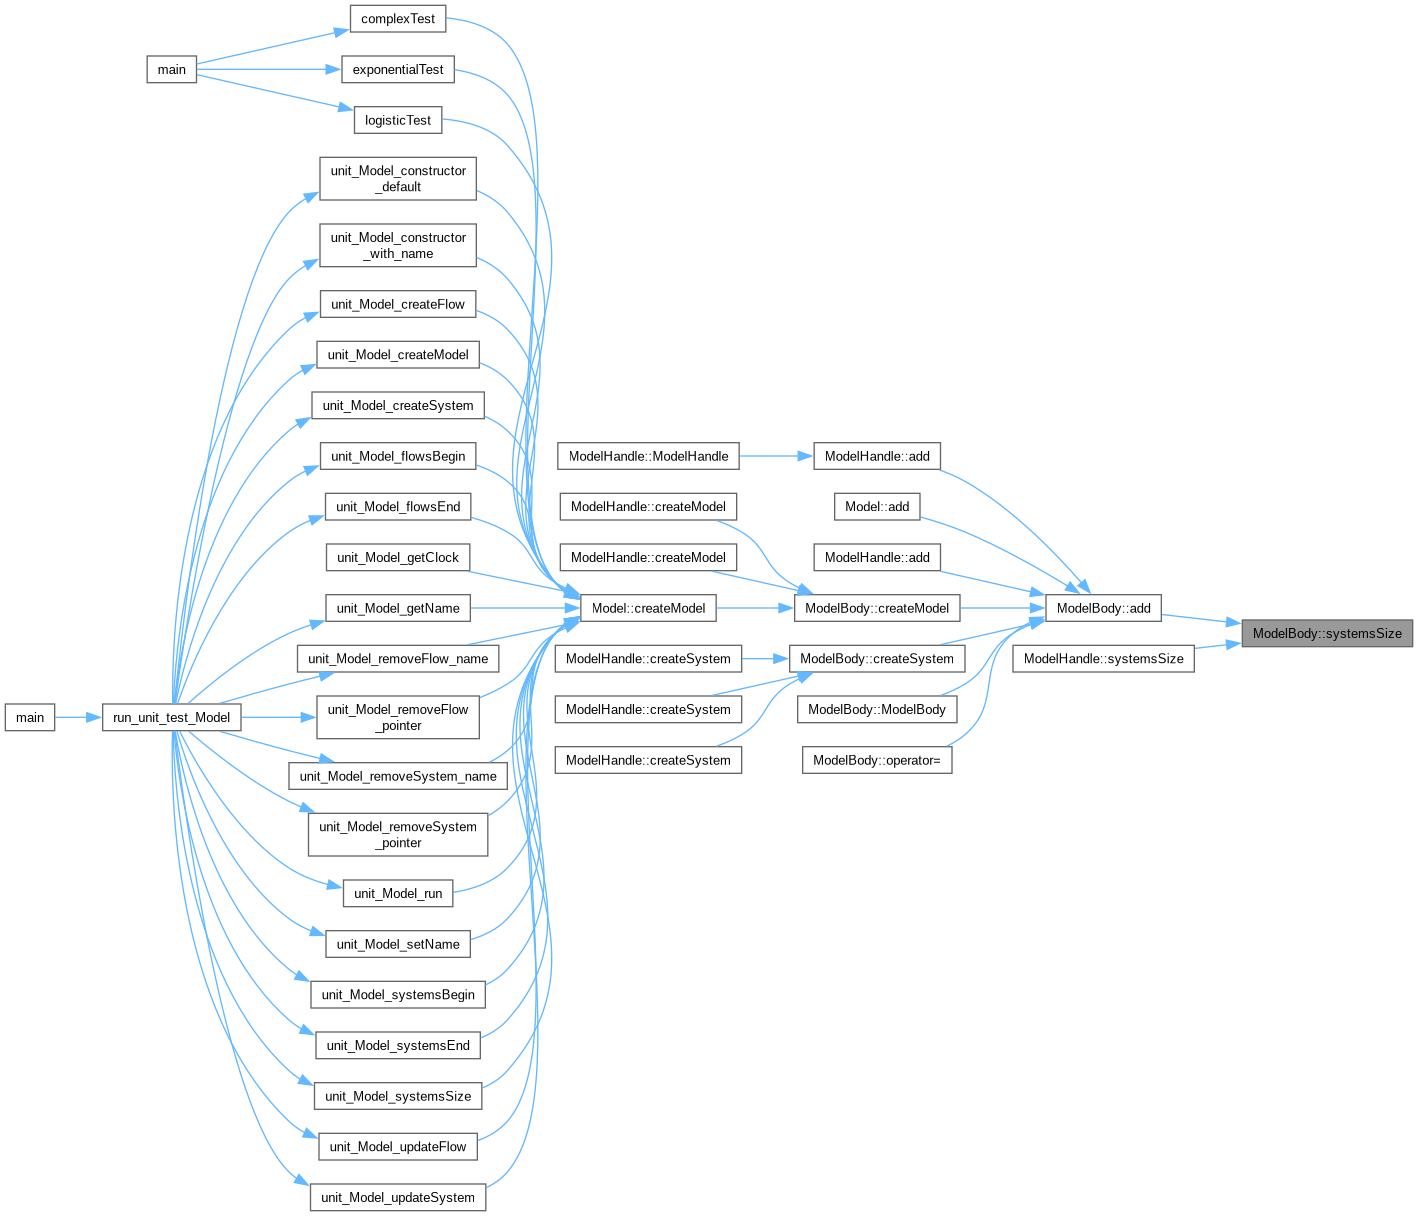 complexTest
main
exponentialTest
logisticTest
unit_Model_constructor
_default
unit_Model_constructor
_with_name
unit_Model_createFlow
unit_Model_createModel
unit_Model_createSystem
unit_Model_flowsBegin
unit_Model_flowsEnd
unit_Model_getClock
unit_Model_getName
unit_Model_removeFlow_name
unit_Model_removeFlow
_pointer
unit_Model_removeSystem_name
unit_Model_removeSystem
_pointer
unit_Model_run
unit_Model_setName
unit_Model_systemsBegin
unit_Model_systemsEnd
unit_Model_systemsSize
unit_Model_updateFlow
unit_Model_updateSystem
main
run_unit_test_Model
ModelHandle::ModelHandle
ModelHandle::createModel
ModelHandle::createModel
Model::createModel
ModelHandle::createSystem
ModelHandle::createSystem
ModelHandle::createSystem
ModelHandle::add
Model::add
ModelHandle::add
ModelBody::createModel
ModelBody::createSystem
ModelBody::ModelBody
ModelBody::operator=
ModelBody::add
ModelHandle::systemsSize
ModelBody::systemsSize